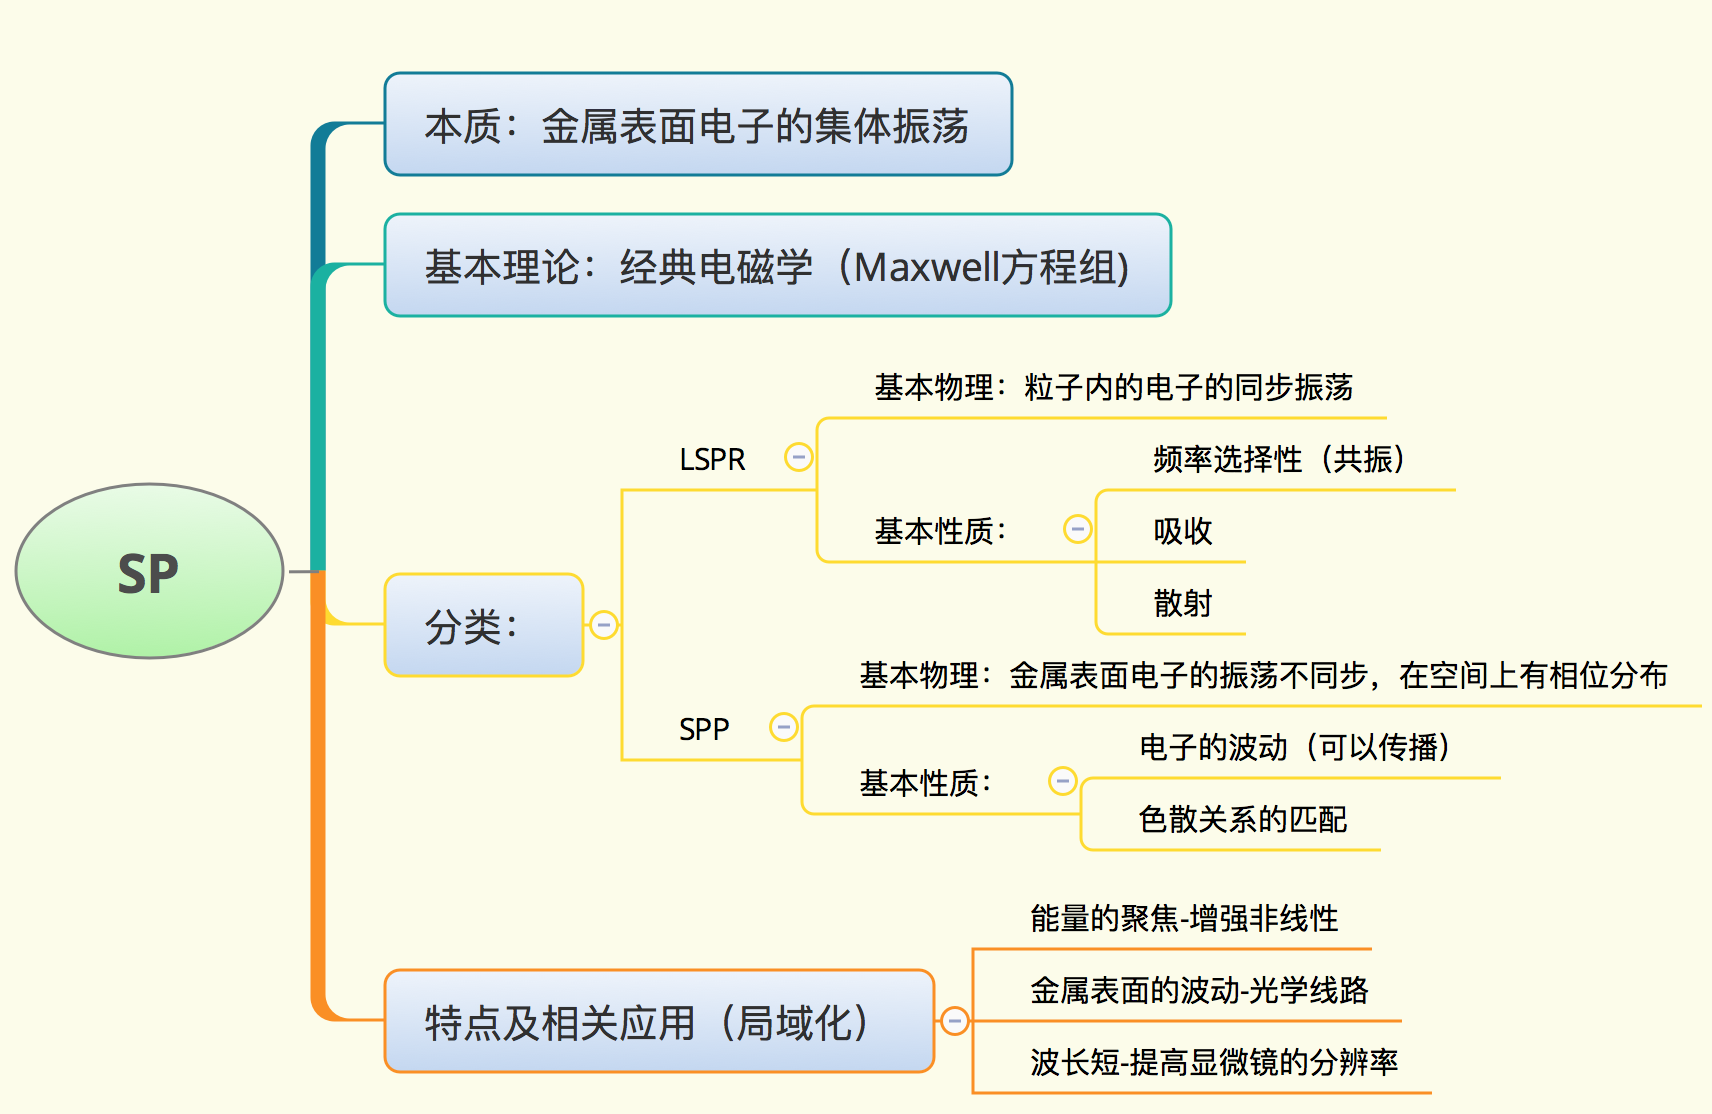 本质：金属表面电子的集体振荡
基本理论：经典电磁学（Maxwell方程组)
基本物理：粒子内的电子的同步振荡
LSPR
频率选择性（共振）
基本性质：
吸收
散射
SP
分类：
基本物理：金属表面电子的振荡不同步，在空间上有相位分布
SPP
电子的波动（可以传播）
基本性质：
色散关系的匹配
能量的聚焦-增强非线性
金属表面的波动-光学线路
特点及相关应用（局域化）
波长短-提高显微镜的分辨率